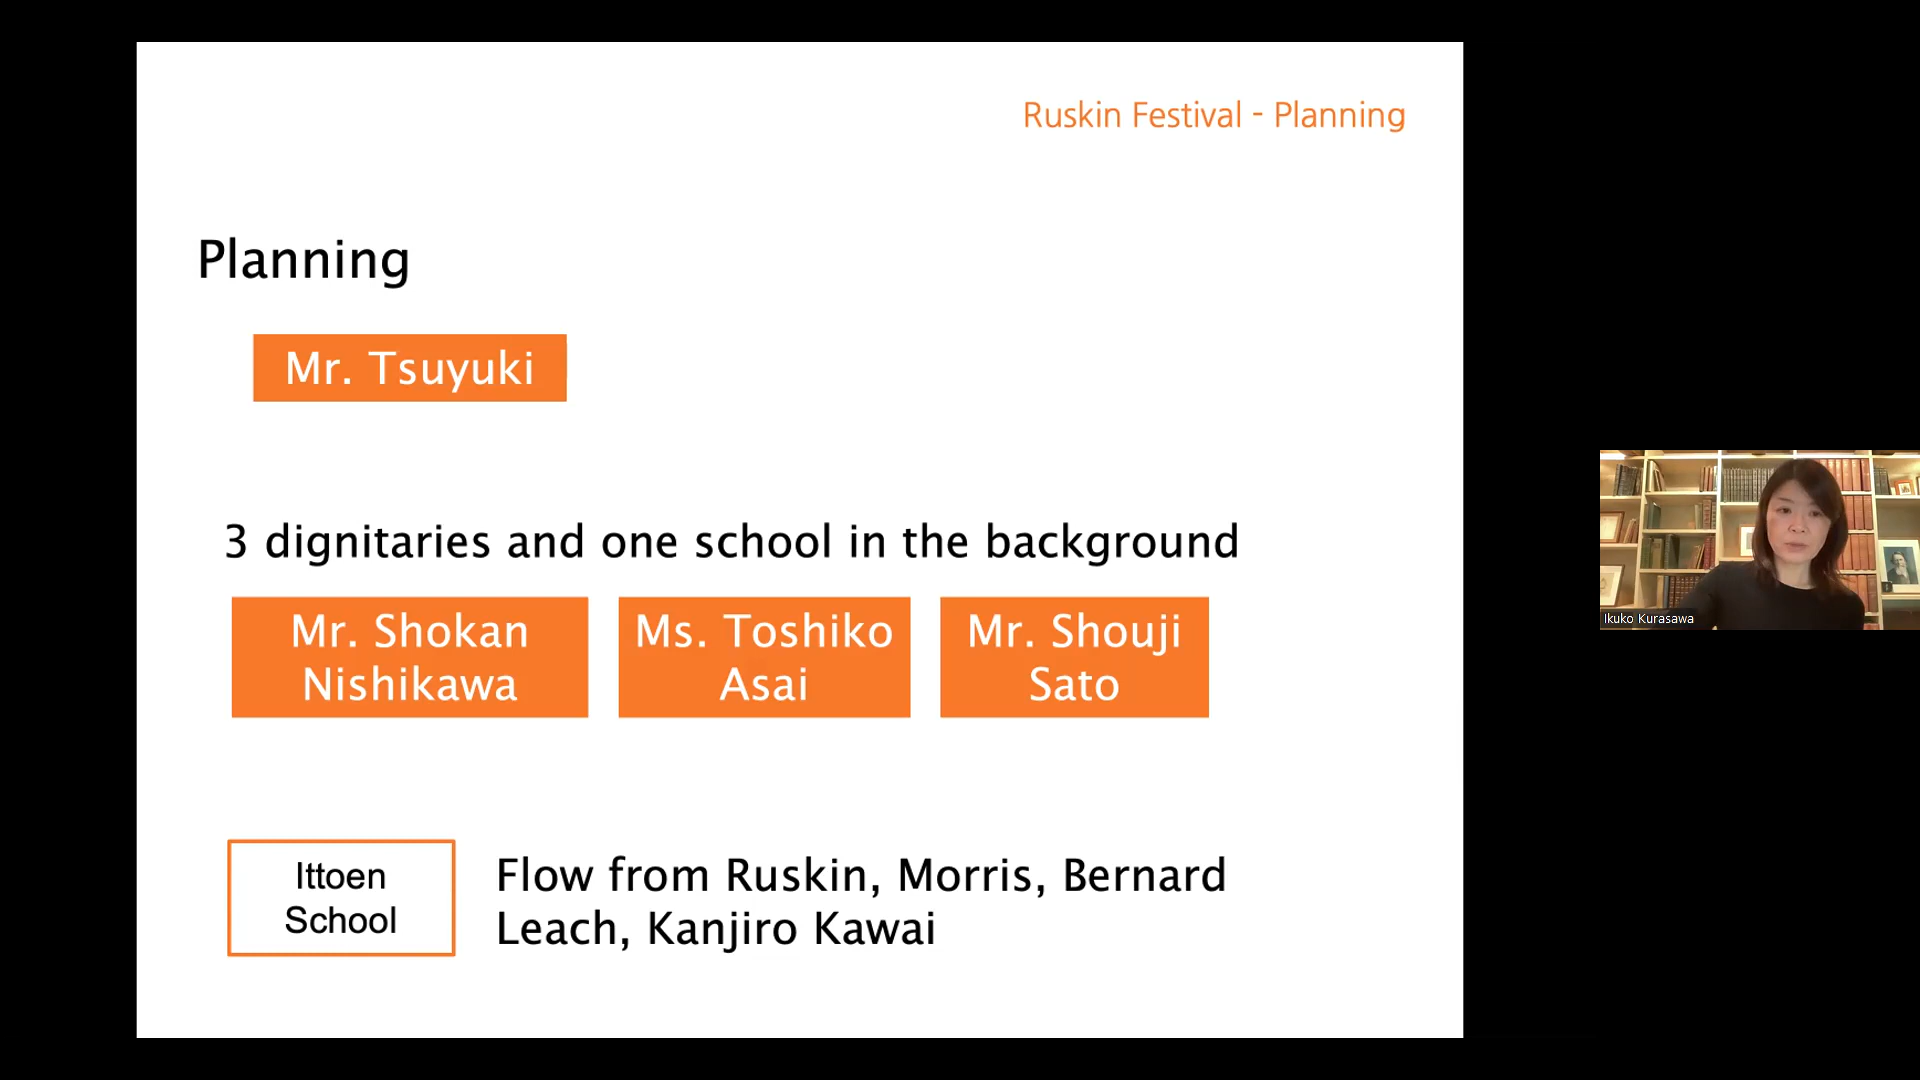 Ruskin Festival - Planning
Planning
Mr. Tsuyuki
3 dignitaries and one school in the background
Mr. Shokan
Nishikawa
Ms. Toshiko
Asai
Mr. Shouji
Sato
Ittoen
School
Flow from Ruskin, Morris, Bernard
Leach, Kanjiro Kawai
Ikuko Kurasawa